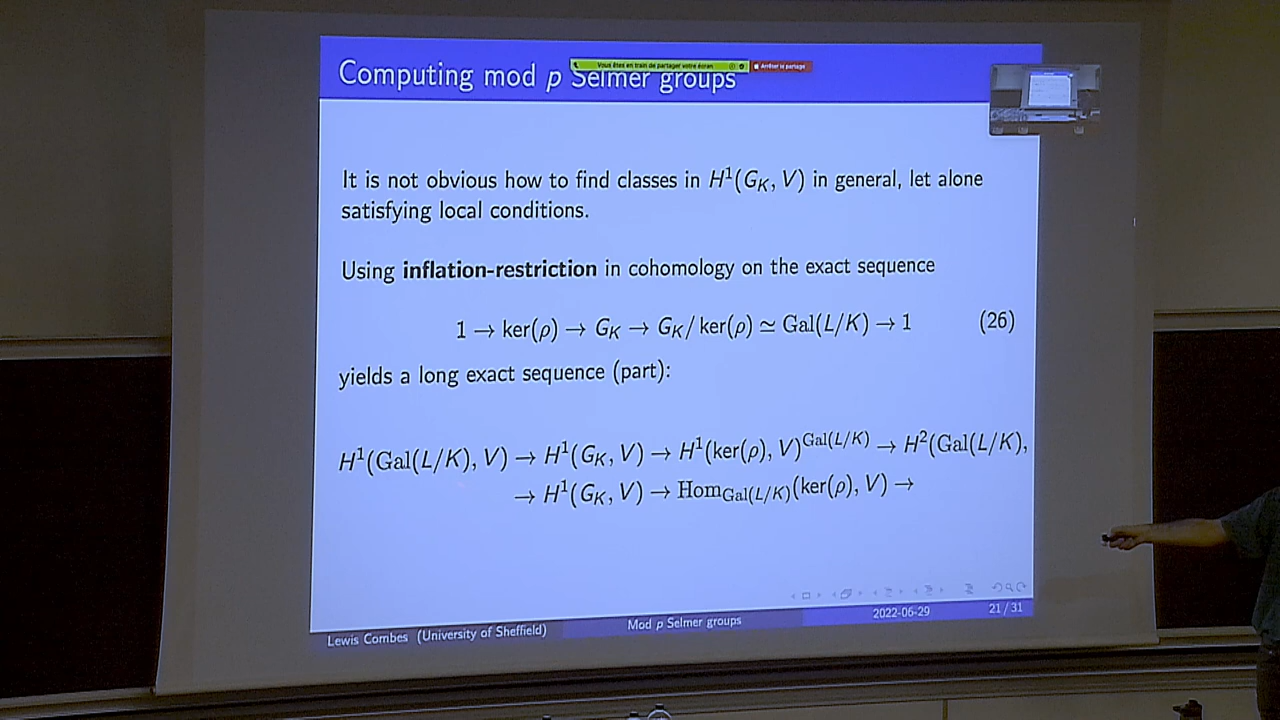 Computing mod p Selmer groups
Vous êtes en train de partager votre écran
Arrêter le partage
It is not obvious how to find classes in H¹(G_K, V) in general, let alone
satisfying local conditions.
Using inflation-restriction in cohomology on the exact sequence
1 → ker(ρ) → G_K → G_K/ ker(ρ) ≃ Gal(L/K) → 1 (26)
yields a long exact sequence (part):
H¹(Gal(L/K), V) → H¹(G_K, V) → H¹(ker(ρ), V)^Gal(L/K) → H²(Gal(L/K),
→ H¹(G_K, V) → Hom_Gal(L/K)(ker(ρ), V) →
Lewis Combes (University of Sheffield) Mod p Selmer groups 2022-06-29 21 / 31